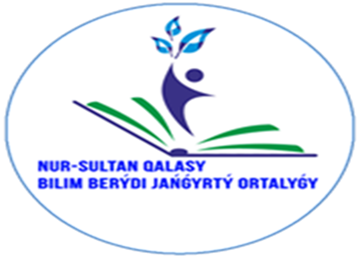 NUR-SULTAN QALASY
BILIM BERÝDI JAŃǴYRTÝ ORTALYǴY